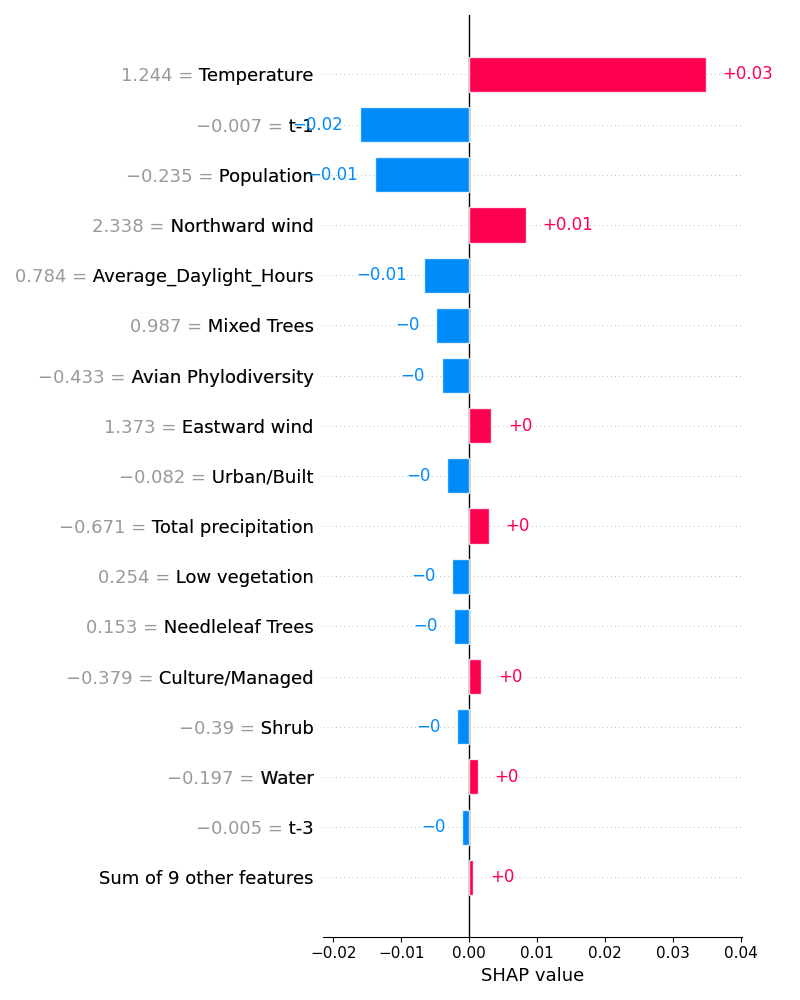 1.244 = Temperature +0.03
−0.007 = t-1 −0.02
−0.235 = Population −0.01
2.338 = Northward wind +0.01
0.784 = Average_Daylight_Hours −0.01
0.987 = Mixed Trees −0
−0.433 = Avian Phylodiversity −0
1.373 = Eastward wind +0
−0.082 = Urban/Built −0
−0.671 = Total precipitation +0
0.254 = Low vegetation −0
0.153 = Needleleaf Trees −0
−0.379 = Culture/Managed +0
−0.39 = Shrub −0
−0.197 = Water +0
−0.005 = t-3 −0
Sum of 9 other features +0
−0.02 −0.01 0.00 0.01 0.02 0.03 0.04
SHAP value